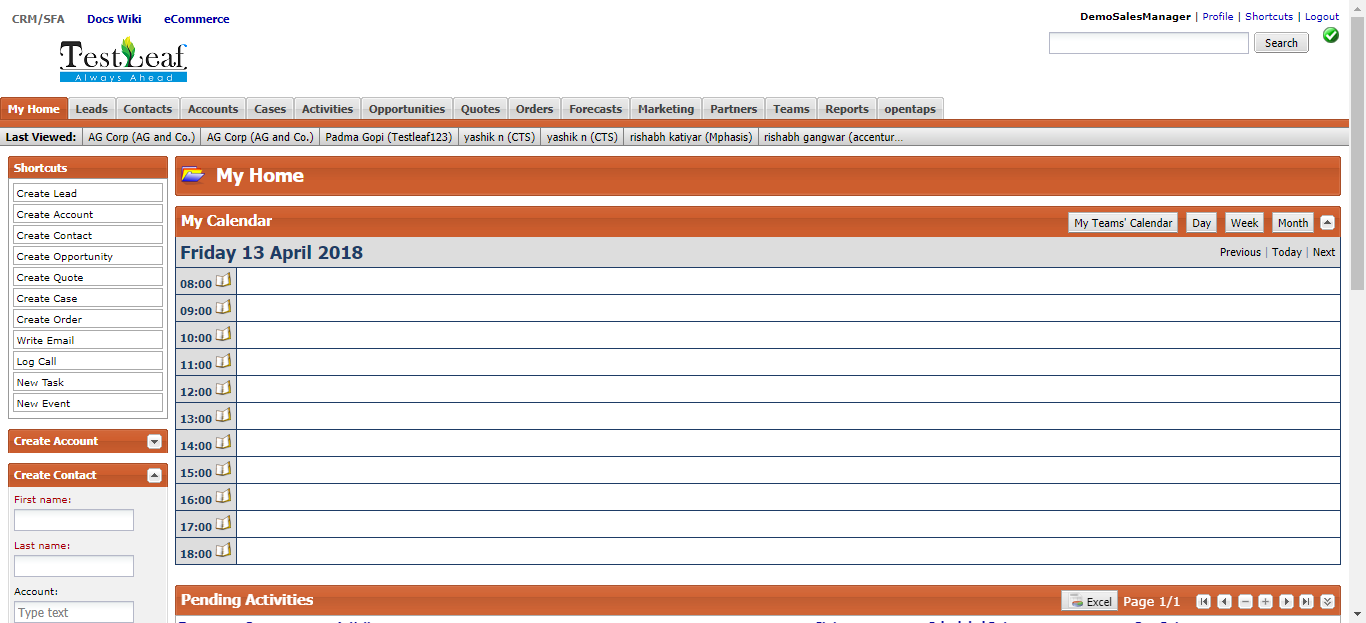 CRM/SFA Docs Wiki eCommerce
DemoSalesManager | Profile | Shortcuts | Logout
TestLeaf
Always Ahead
Search
My Home Leads Contacts Accounts Cases Activities Opportunities Quotes Orders Forecasts Marketing Partners Teams Reports opentaps
Last Viewed: AG Corp (AG and Co.) AG Corp (AG and Co.) Padma Gopi (Testleaf123) yashik n (CTS) yashik n (CTS) rishabh katiyar (Mphasis) rishabh gangwar (accentur...
Shortcuts
Create Lead
Create Account
Create Contact
Create Opportunity
Create Quote
Create Case
Create Order
Write Email
Log Call
New Task
New Event
Create Account
Create Contact
First name:
Last name:
Account:
Type text
My Home
My Calendar My Teams' Calendar Day Week Month
Friday 13 April 2018 Previous | Today | Next
08:00
09:00
10:00
11:00
12:00
13:00
14:00
15:00
16:00
17:00
18:00
Pending Activities Excel Page 1/1